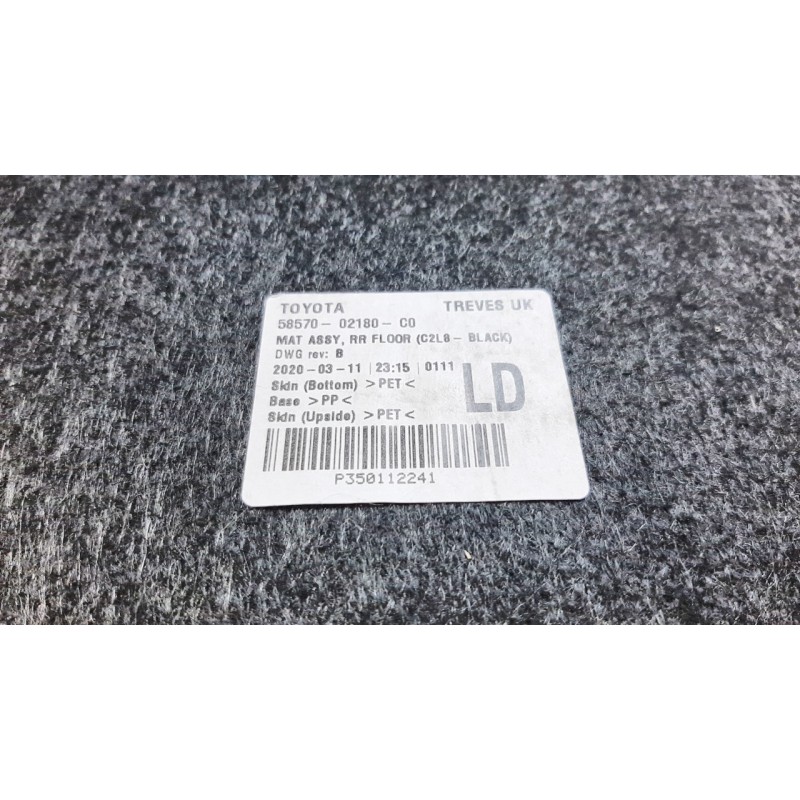 TOYOTA TREVES UK
58570- 02180- C0
MAT ASSY, RR FLOOR (C2L8- BLACK)
DWG rev: B
2020-03-11 | 23:15 | 0111
Skin (Bottom) >PET<
LD
Base >PP<
Skin (Upside) >PET<
P350112241